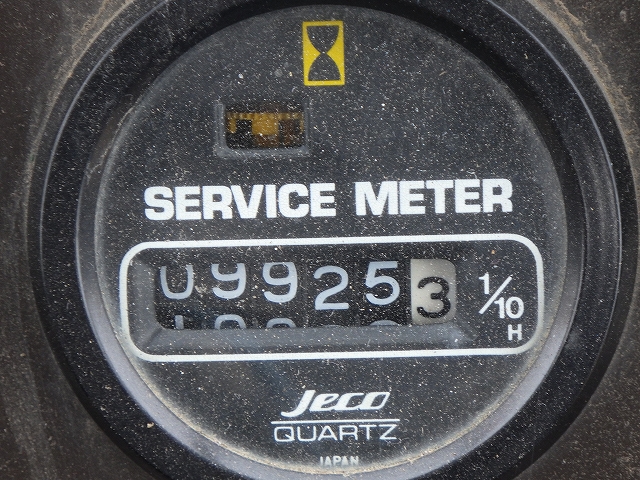 SERVICE METER
099253 1/10
H
Jeco
QUARTZ
JAPAN